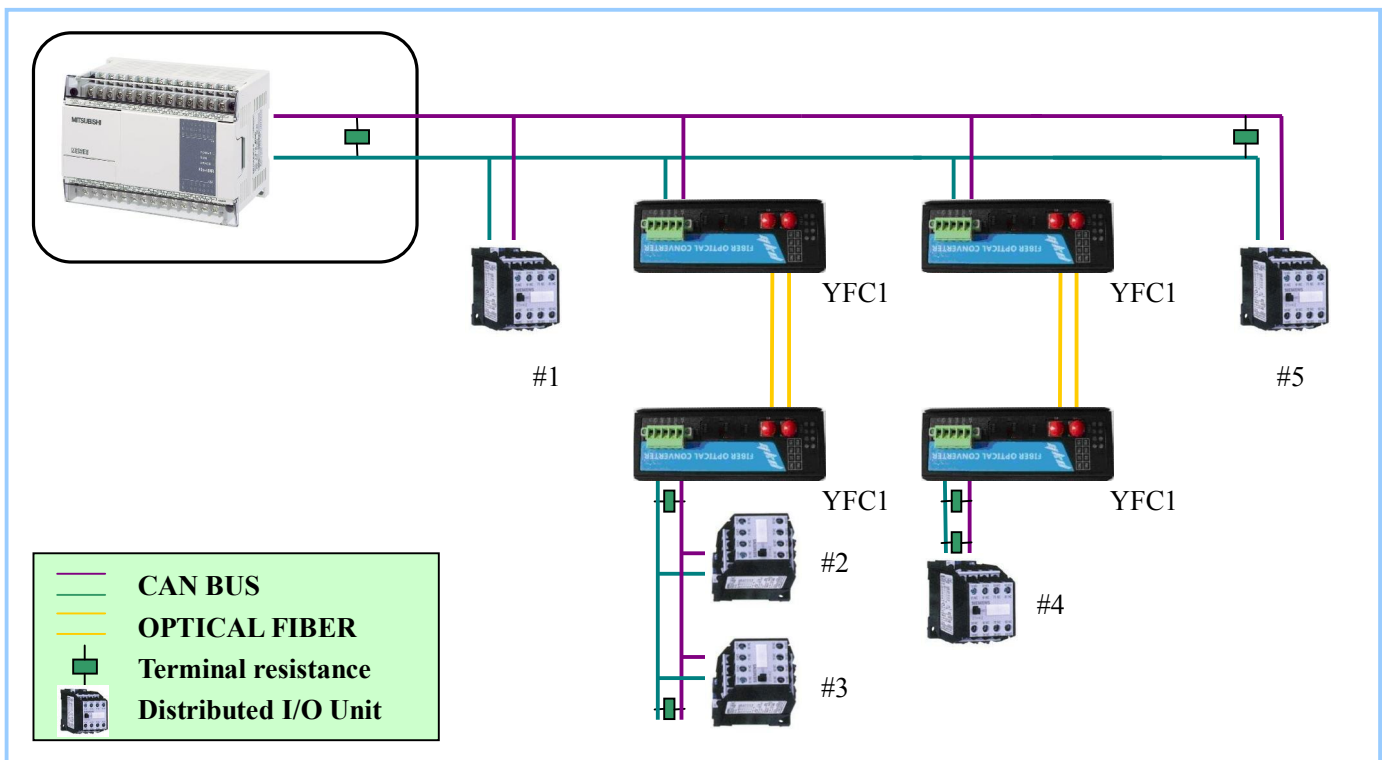 MITSUBISHI
FIBER OPTICAL CONVERTER
FIBER OPTICAL CONVERTER
YFC1
YFC1
#1
#5
FIBER OPTICAL CONVERTER
FIBER OPTICAL CONVERTER
YFC1
YFC1
#2
#4
#3
CAN BUS
OPTICAL FIBER
Terminal resistance
Distributed I/O Unit